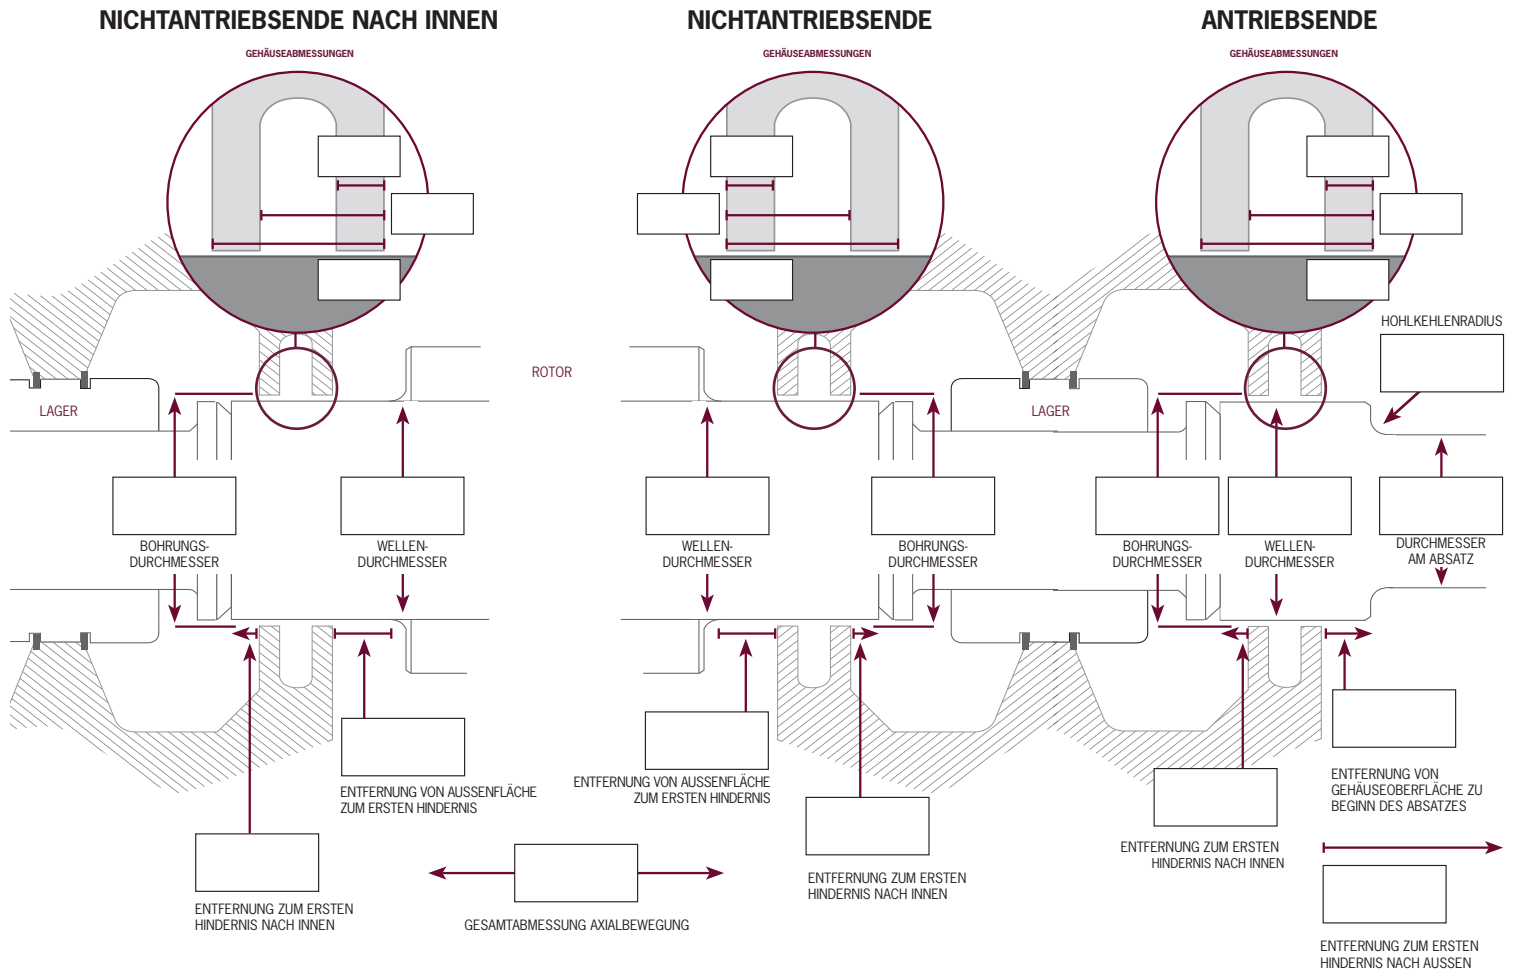 NICHTANTRIEBSENDE NACH INNEN
NICHTANTRIEBSENDE
ANTRIEBSENDE
GEHÄUSEABMESSUNGEN
GEHÄUSEABMESSUNGEN
GEHÄUSEABMESSUNGEN
HOHLKEHLENRADIUS
ROTOR
LAGER
LAGER
BOHRUNGS-
DURCHMESSER
WELLEN-
DURCHMESSER
WELLEN-
DURCHMESSER
BOHRUNGS-
DURCHMESSER
BOHRUNGS-
DURCHMESSER
WELLEN-
DURCHMESSER
DURCHMESSER
AM ABSATZ
ENTFERNUNG VON AUSSENFLÄCHE
ZUM ERSTEN HINDERNIS
ENTFERNUNG VON AUSSENFLÄCHE
ZUM ERSTEN HINDERNIS
ENTFERNUNG VON
GEHÄUSEOBERFLÄCHE ZU
BEGINN DES ABSATZES
ENTFERNUNG ZUM ERSTEN
HINDERNIS NACH INNEN
ENTFERNUNG ZUM ERSTEN
HINDERNIS NACH INNEN
ENTFERNUNG ZUM ERSTEN
HINDERNIS NACH INNEN
GESAMTABMESSUNG AXIALBEWEGUNG
ENTFERNUNG ZUM ERSTEN
HINDERNIS NACH AUSSEN